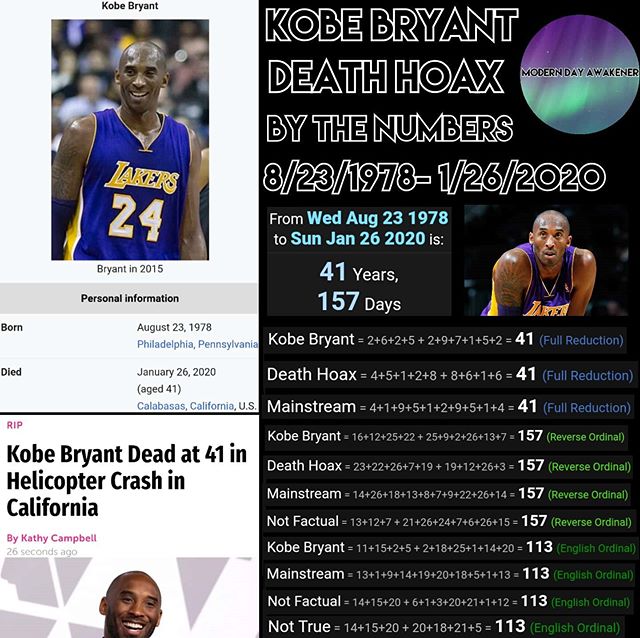 Kobe Bryant
LAKERS
24
Bryant in 2015
Personal information
Born August 23, 1978
Philadelphia, Pennsylvania
Died January 26, 2020
(aged 41)
Calabasas, California, U.S.
RIP
Kobe Bryant Dead at 41 in
Helicopter Crash in
California
By Kathy Campbell
26 seconds ago
KOBE BRYANT
DEATH HOAX
BY THE NUMBERS
8/23/1978- 1/26/2020
MODERN DAY AWAKENER
From Wed Aug 23 1978
to Sun Jan 26 2020 is:
41 Years,
157 Days
Kobe Bryant = 2+6+2+5 + 2+9+7+1+5+2 = 41 (Full Reduction)
Death Hoax = 4+5+1+2+8 + 8+6+1+6 = 41 (Full Reduction)
Mainstream = 4+1+9+5+1+2+9+5+1+4 = 41 (Full Reduction)
Kobe Bryant = 16+12+25+22 + 25+9+2+26+13+7 = 157 (Reverse Ordinal)
Death Hoax = 23+22+26+7+19 + 19+12+26+3 = 157 (Reverse Ordinal)
Mainstream = 14+26+18+13+8+7+9+22+26+14 = 157 (Reverse Ordinal)
Not Factual = 13+12+7 + 21+26+24+7+6+26+15 = 157 (Reverse Ordinal)
Kobe Bryant = 11+15+2+5 + 2+18+25+1+14+20 = 113 (English Ordinal)
Mainstream = 13+1+9+14+19+20+18+5+1+13 = 113 (English Ordinal)
Not Factual = 14+15+20 + 6+1+3+20+21+1+12 = 113 (English Ordinal)
Not True = 14+15+20 + 20+18+21+5 = 113 (English Ordinal)